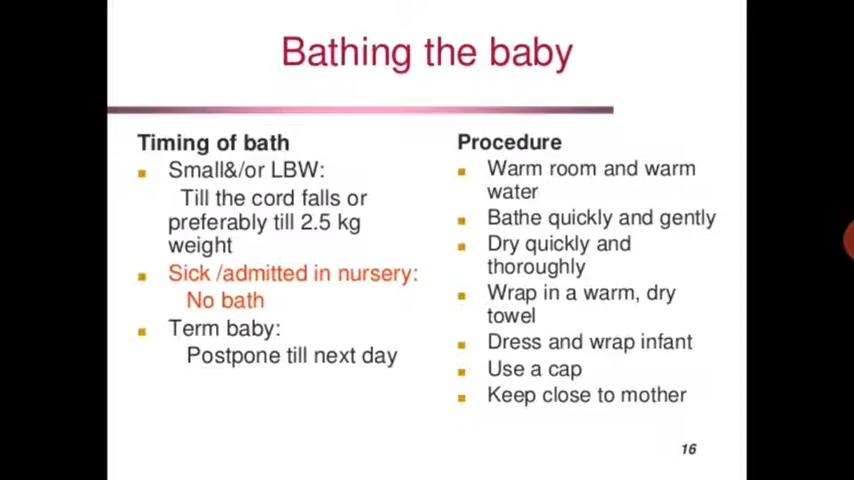 Bathing the baby
Timing of bath
Small&/or LBW:
Till the cord falls or
preferably till 2.5 kg
weight
Sick /admitted in nursery:
No bath
Term baby:
Postpone till next day
Procedure
Warm room and warm
water
Bathe quickly and gently
Dry quickly and
thoroughly
Wrap in a warm, dry
towel
Dress and wrap infant
Use a cap
Keep close to mother
16